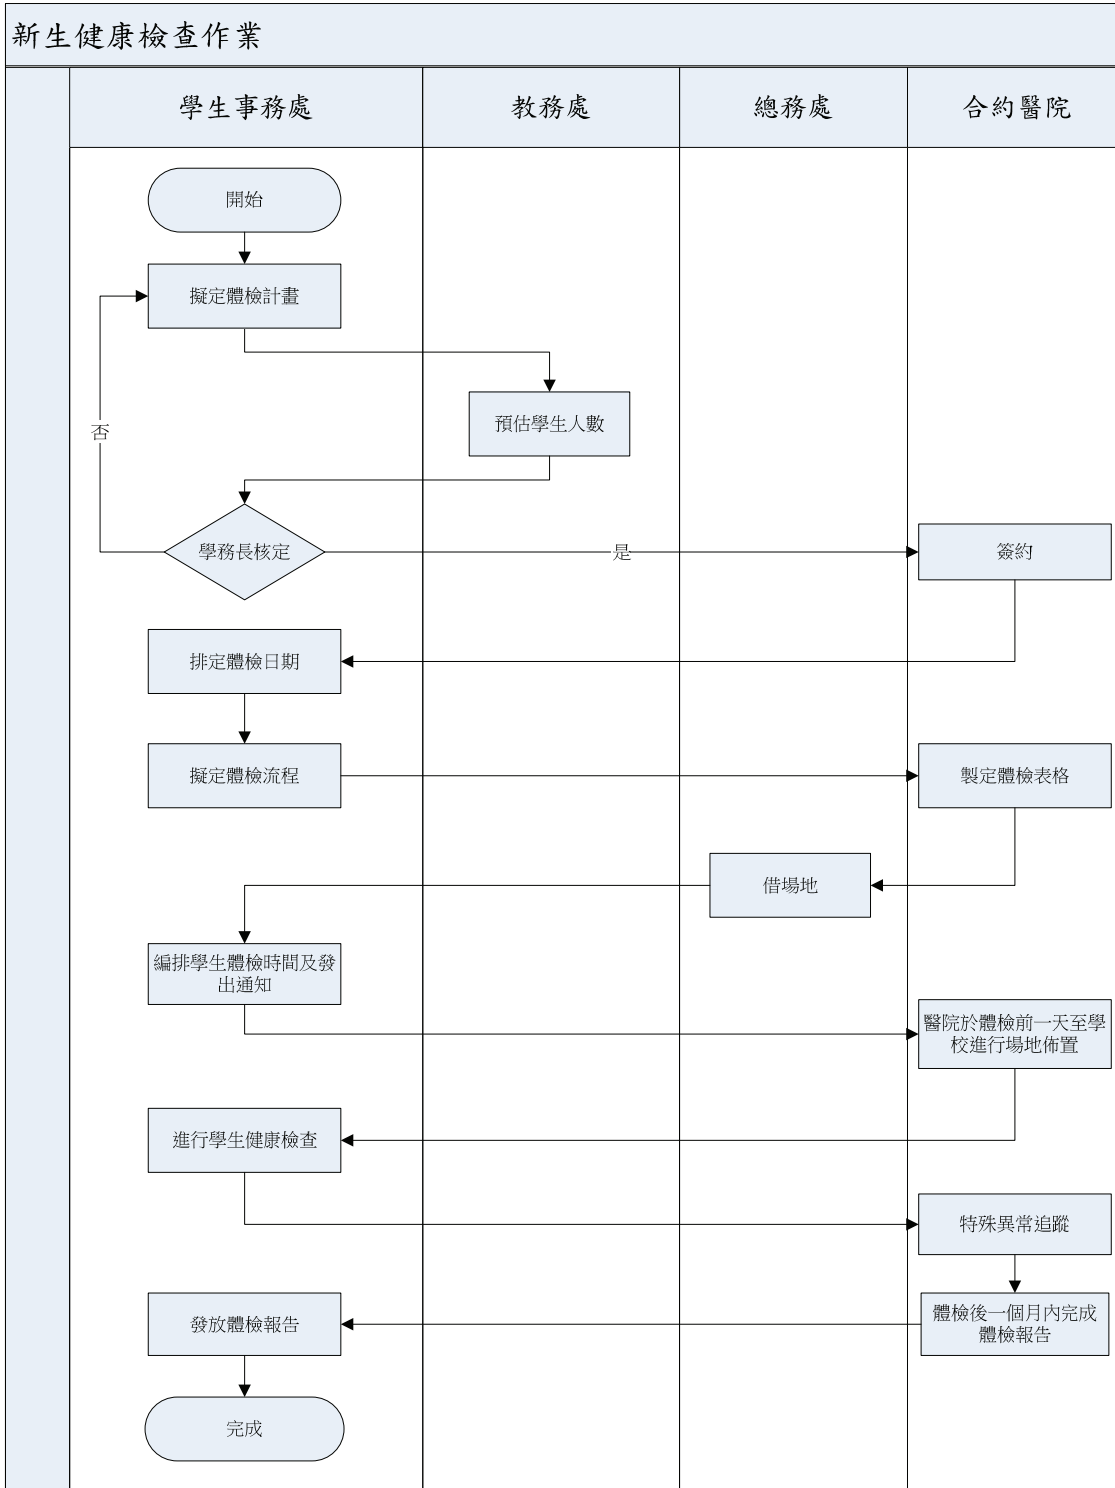 新生健康檢查作業
學生事務處
教務處
總務處
合約醫院
開始
擬定體檢計畫
預估學生人數
否
學務長核定
是
簽約
排定體檢日期
擬定體檢流程
製定體檢表格
借場地
編排學生體檢時間及發
出通知
醫院於體檢前一天至學
校進行場地佈置
進行學生健康檢查
特殊異常追蹤
體檢後一個月內完成
體檢報告
發放體檢報告
完成